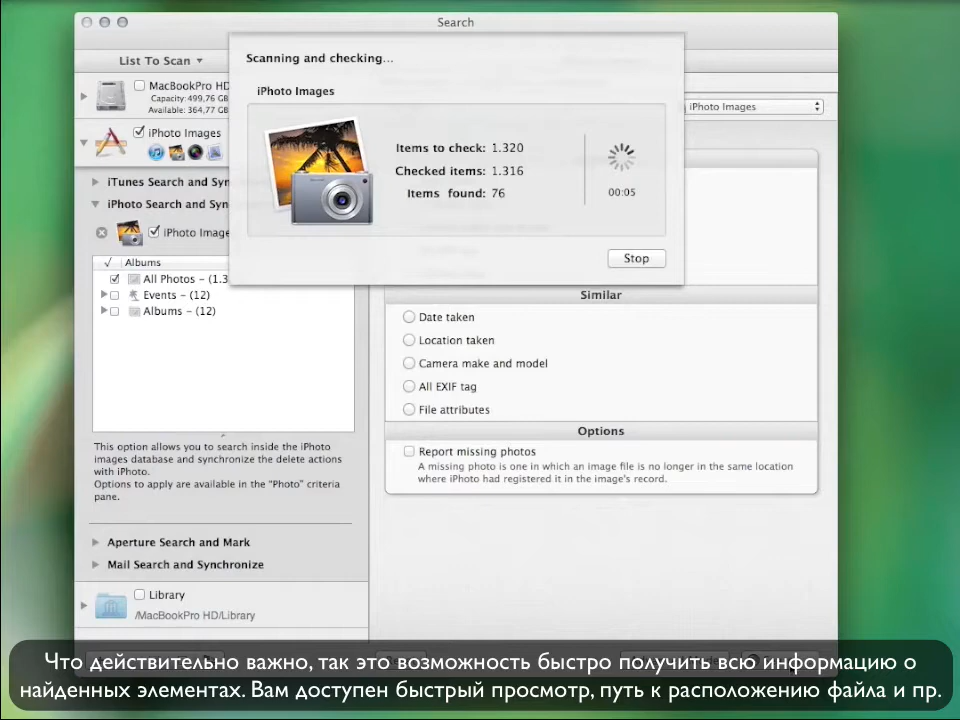 Search
List To Scan
Scanning and checking...
iPhoto Images
Items to check: 1.320
Checked items: 1.316
Items found: 76
00:05
Stop
MacBookPro HD
Capacity: 499,76 GB
Available: 364,77 GB
iPhoto Images
iPhoto Images
iTunes Search and Syn
iPhoto Search and Syn
iPhoto Image
√ Albums
All Photos – (1.3
Events – (12)
Albums – (12)
This option allows you to search inside the iPhoto
images database and synchronize the delete actions
with iPhoto.
Options to apply are available in the "Photo" criteria
pane.
Aperture Search and Mark
Mail Search and Synchronize
Library
/MacBookPro HD/Library
Similar
Date taken
Location taken
Camera make and model
All EXIF tag
File attributes
Options
Report missing photos
A missing photo is one in which an image file is no longer in the same location
where iPhoto had registered it in the image's record.
Что действительно важно, так это возможность быстро получить всю информацию о
найденных элементах. Вам доступен быстрый просмотр, путь к расположению файла и пр.